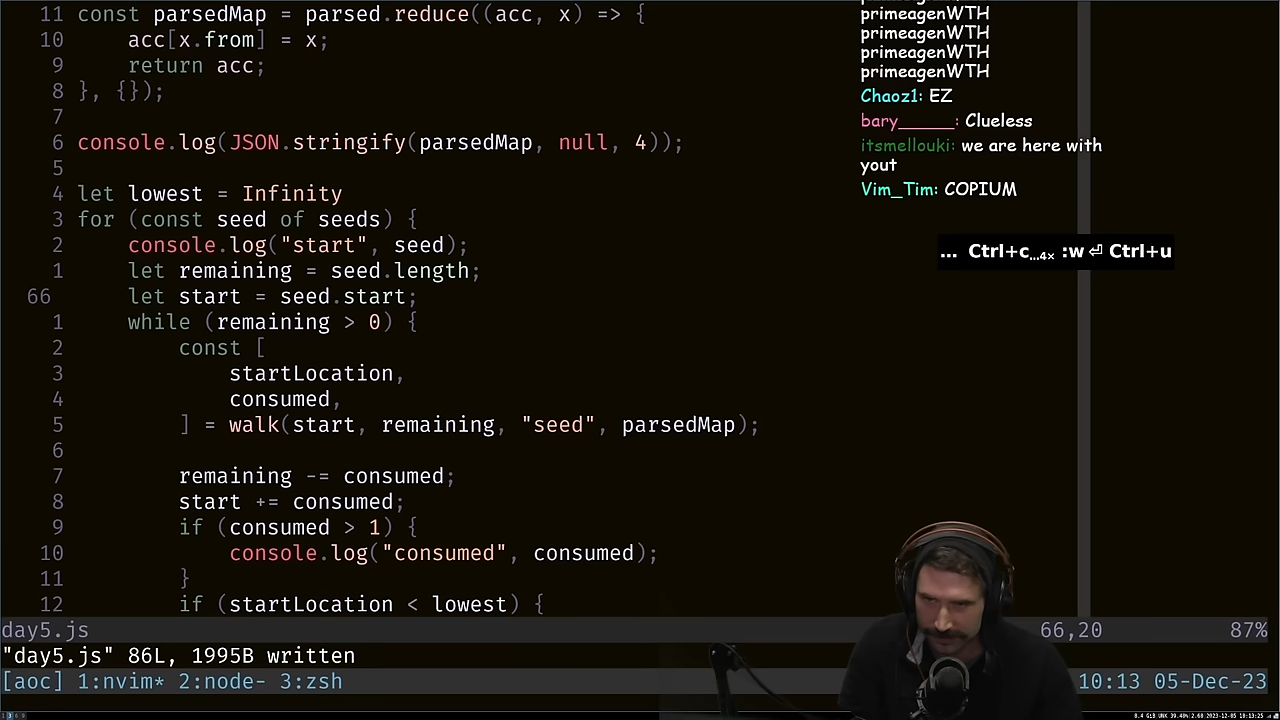 11 const parsedMap = parsed.reduce((acc, x) => {
10     acc[x.from] = x;
9     return acc;
8 }, {});
7
6 console.log(JSON.stringify(parsedMap, null, 4));
5
4 let lowest = Infinity
3 for (const seed of seeds) {
2     console.log("start", seed);
1     let remaining = seed.length;
66     let start = seed.start;
1     while (remaining > 0) {
2         const [
3             startLocation,
4             consumed,
5         ] = walk(start, remaining, "seed", parsedMap);
6
7         remaining -= consumed;
8         start += consumed;
9         if (consumed > 1) {
10             console.log("consumed", consumed);
11         }
12         if (startLocation < lowest) {
day5.js 66,20 87%
"day5.js" 86L, 1995B written
[aoc] 1:nvim* 2:node- 3:zsh 10:13 05-Dec-23
primeagenWTH
primeagenWTH
primeagenWTH
primeagenWTH
Chaoz1: EZ
bary_____: Clueless
itsmellouki: we are here with
yout
Vim_Tim: COPIUM
... Ctrl+c...4× :w⏎ Ctrl+u